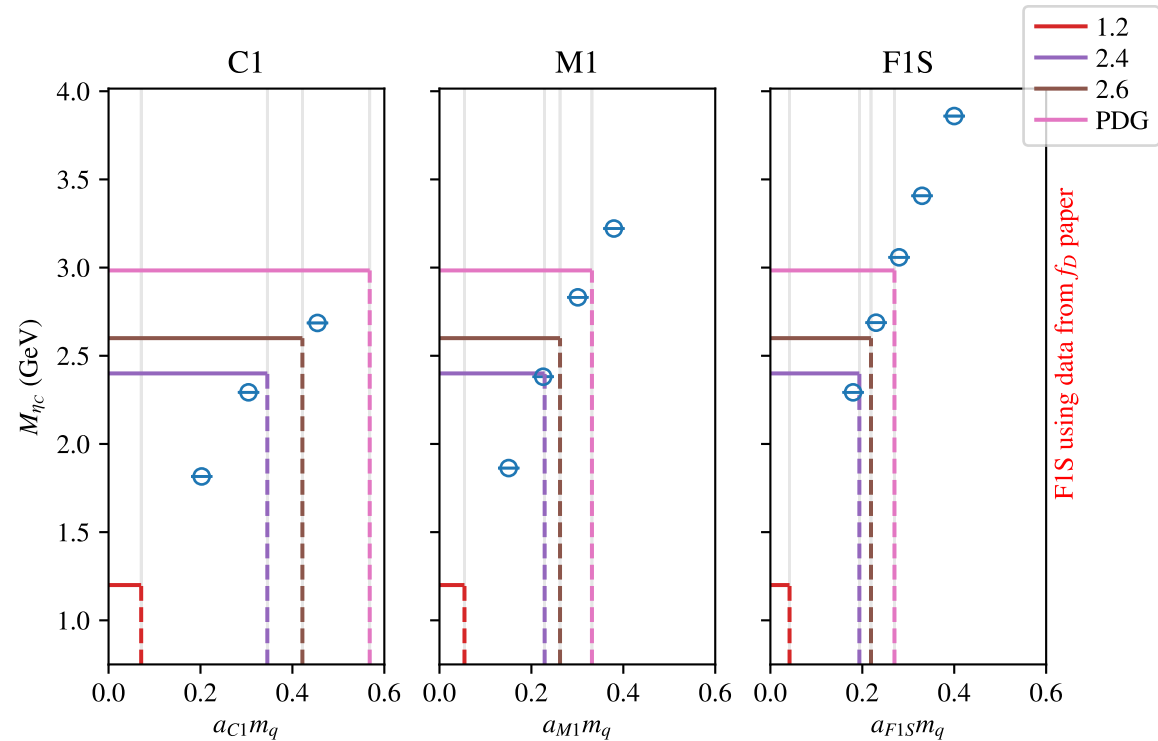 C1
M1
F1S
1.2
2.4
2.6
PDG
4.0
3.5
3.0
2.5
2.0
1.5
1.0
M_{η_C} (GeV)
0.0 0.2 0.4 0.6
0.0 0.2 0.4 0.6
0.0 0.2 0.4 0.6
a_{C1}m_q
a_{M1}m_q
a_{F1S}m_q
F1S using data from f_D paper